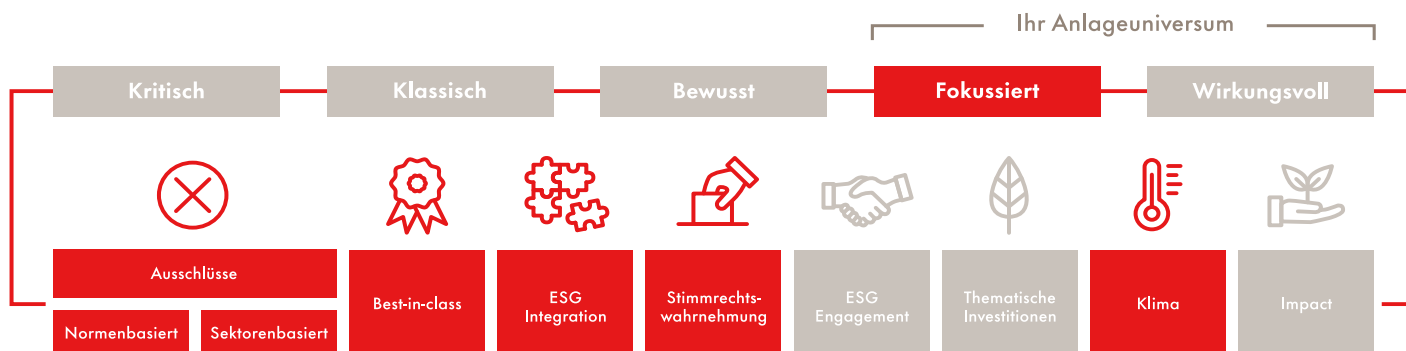 Ihr Anlageuniversum
Kritisch
Klassisch
Bewusst
Fokussiert
Wirkungsvoll
Ausschlüsse
Normenbasiert
Sektorenbasiert
Best-in-class
ESG
Integration
Stimmrechts-
wahrnehmung
ESG
Engagement
Thematische
Investitionen
Klima
Impact